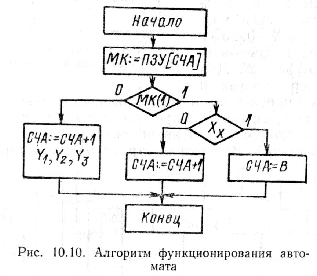 Начало
МК:=ПЗУ[СЧА]
0 МК(1) 1
0 X_X 1
СЧА:=СЧА+1
Y1, Y2, Y3
СЧА:=СЧА+1
СЧА:=В
Конец
Рис. 10.10. Алгоритм функционирования авто-
мата